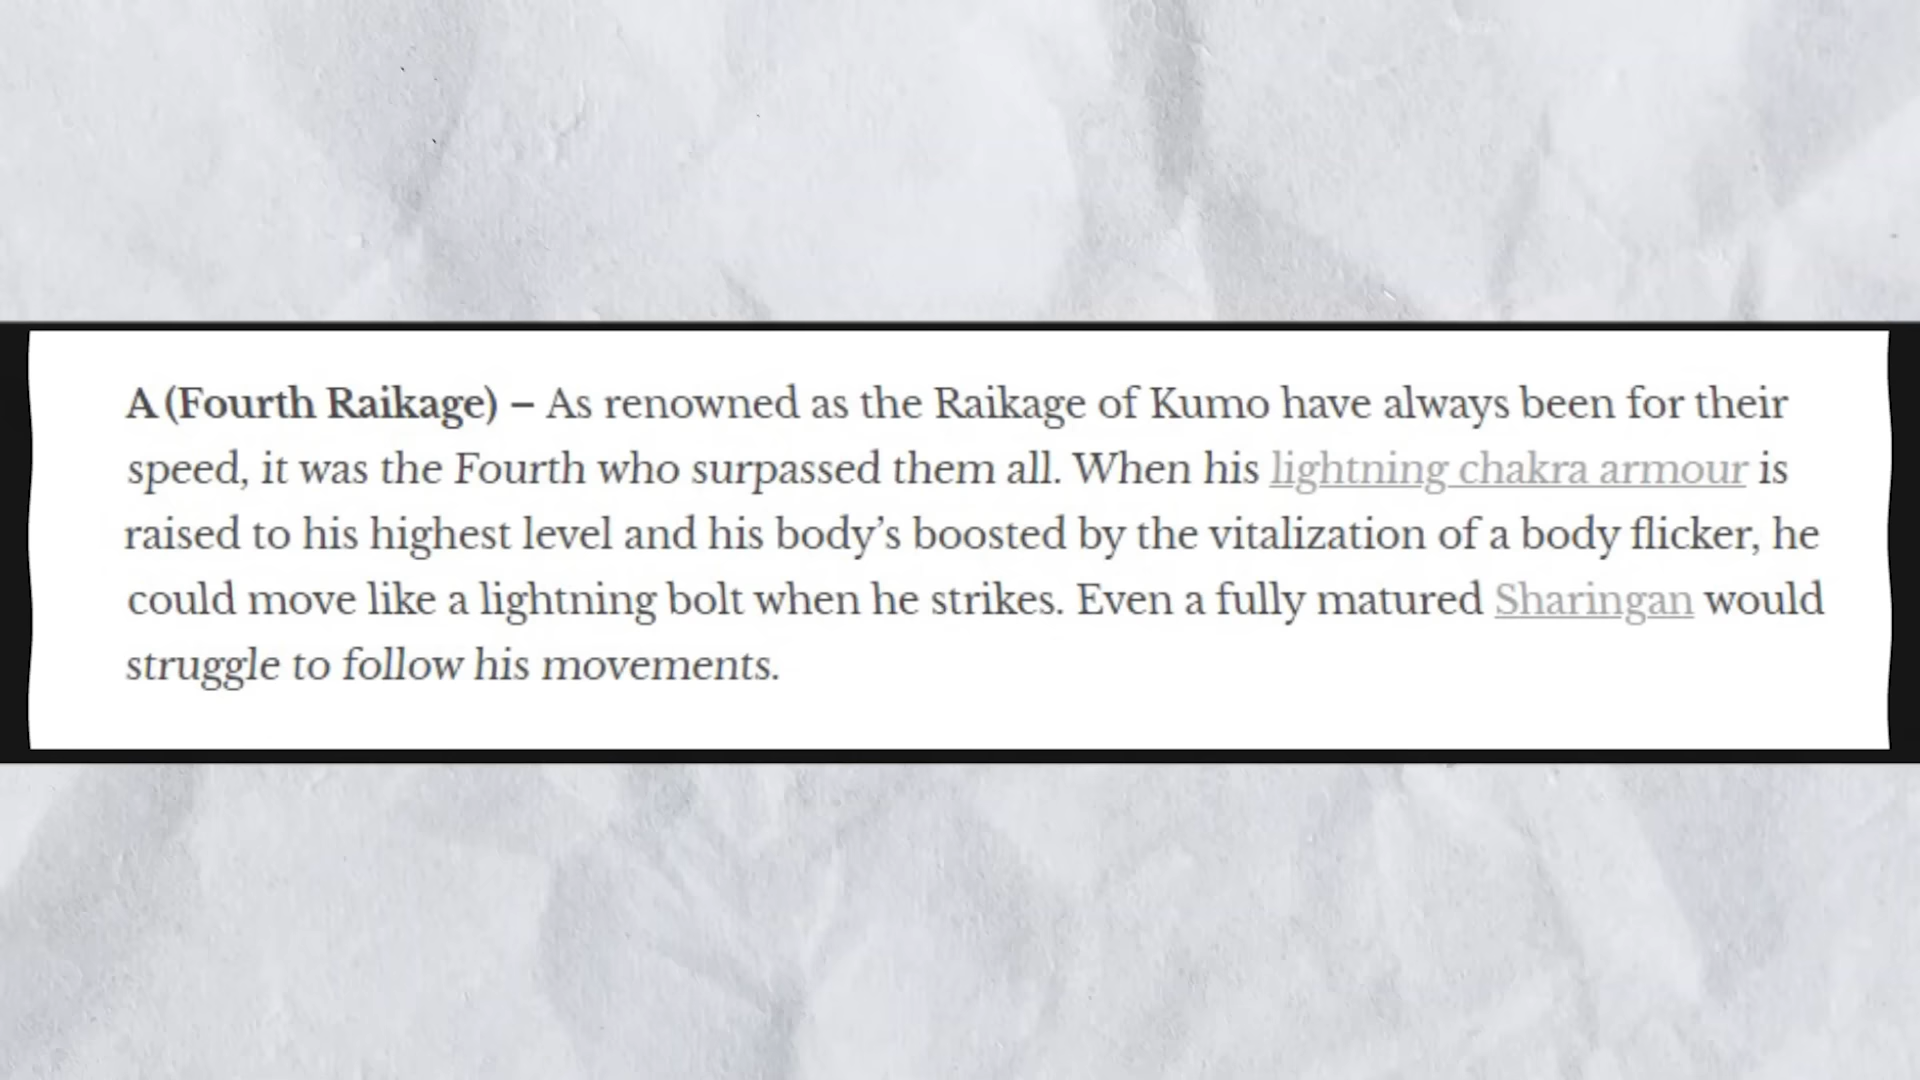 A (Fourth Raikage) – As renowned as the Raikage of Kumo have always been for their
speed, it was the Fourth who surpassed them all. When his lightning chakra armour is
raised to his highest level and his body’s boosted by the vitalization of a body flicker, he
could move like a lightning bolt when he strikes. Even a fully matured Sharingan would
struggle to follow his movements.